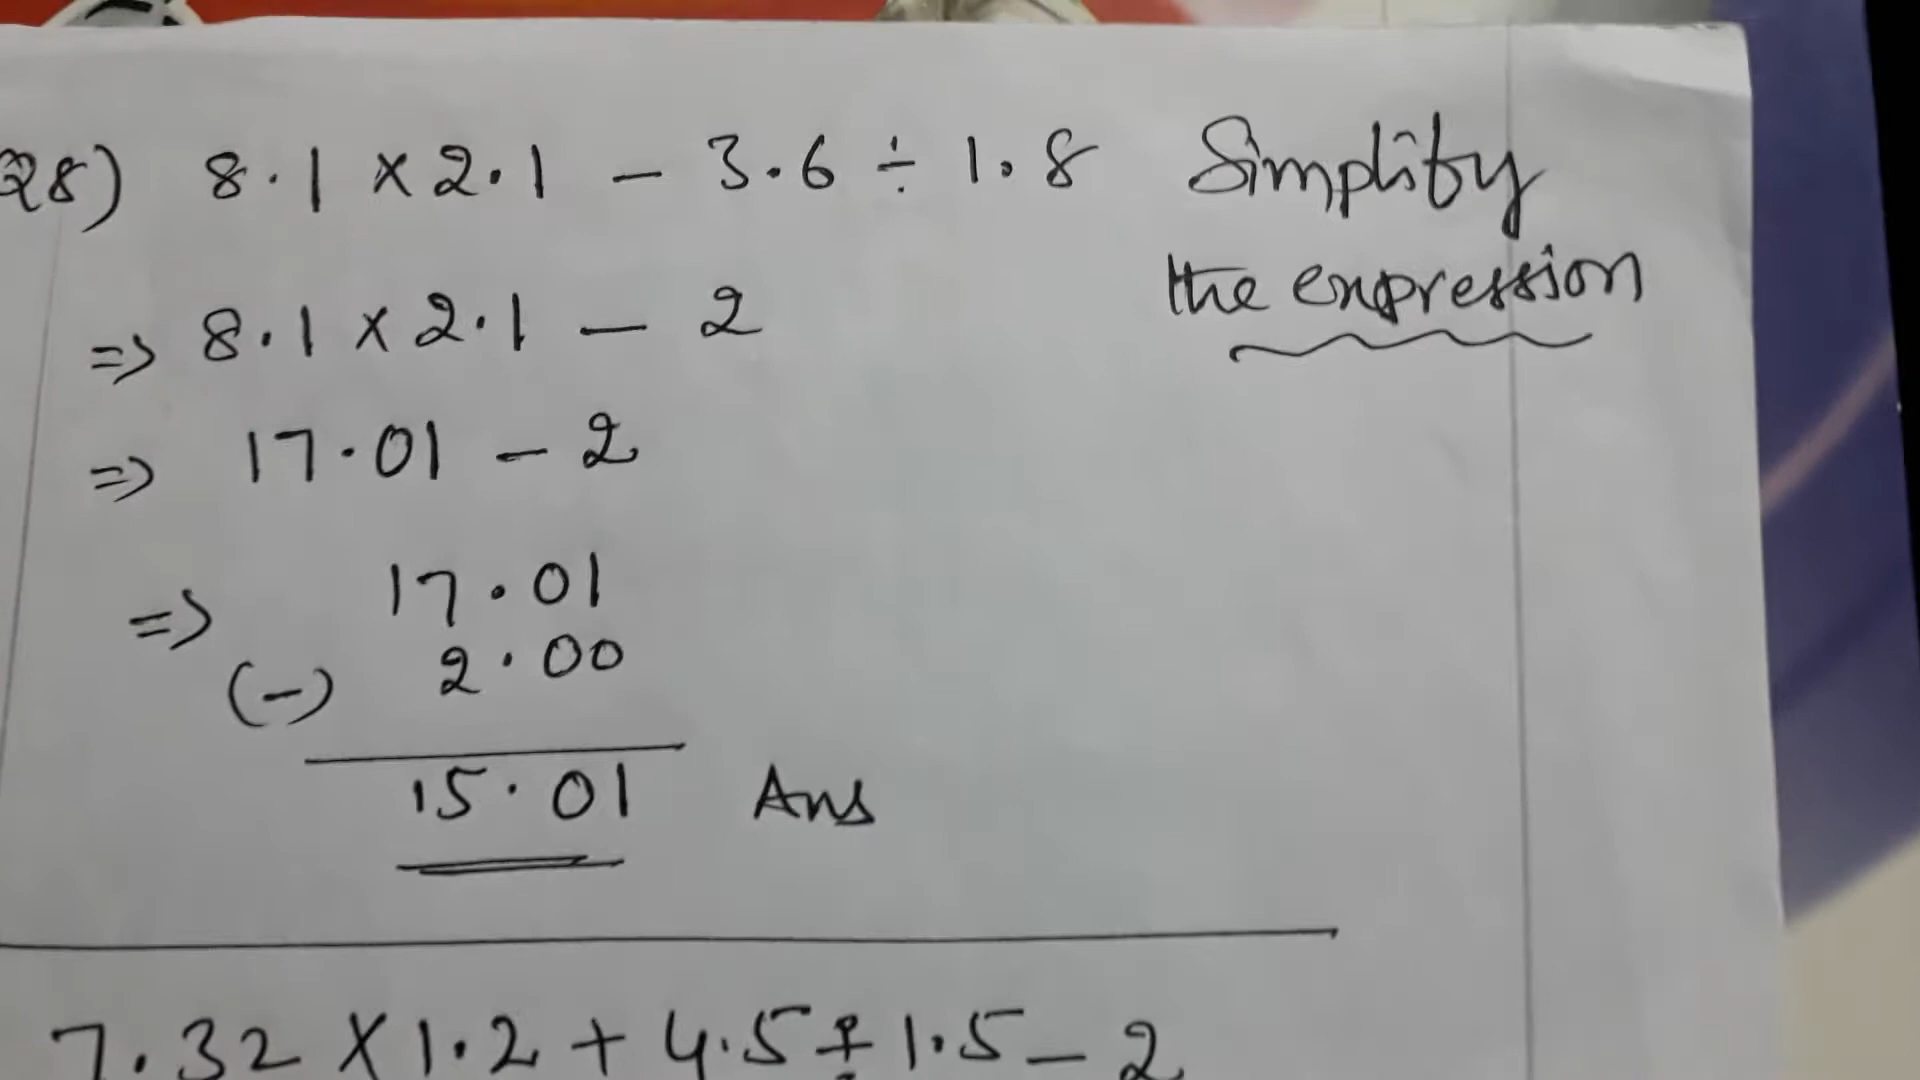 Q8) 8.1 × 2.1 - 3.6 ÷ 1.8 Simplify
the expression
=> 8.1 × 2.1 - 2
=> 17.01 - 2
=> 17.01
(-) 2.00
15.01 Ans
7.32 × 1.2 + 4.5 ÷ 1.5 - 2